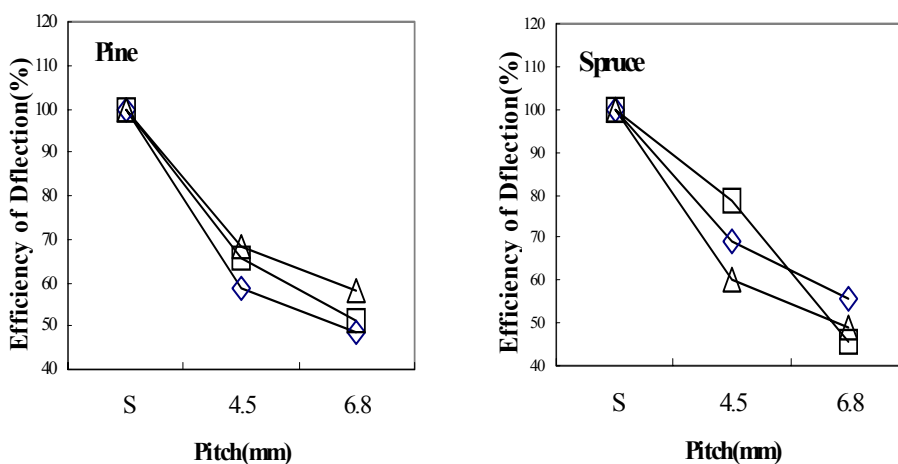 Pine
Efficiency of Dflection(%)
120
110
100
90
80
70
60
50
40
S 4.5 6.8
Pitch(mm)
Spruce
Efficiency of Dflection(%)
120
110
100
90
80
70
60
50
40
S 4.5 6.8
Pitch(mm)